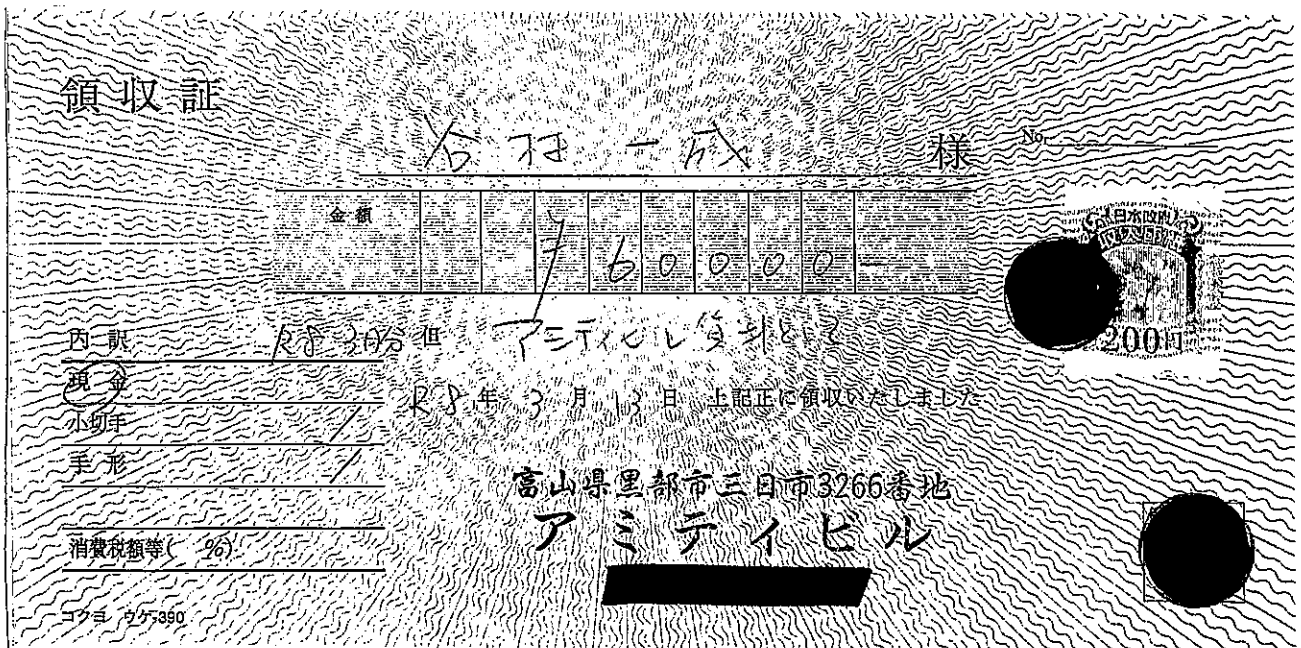 領収証
谷村一成 様 No.
金額 ¥60000-
内訳 R8 3月分 但 アミティビル賃料として
現金
R8年3月13日 上記正に領収いたしました
小切手
手形
消費税額等( %)
富山県黒部市三日市3266番地
アミティビル
コクヨ ウケ-390
日本政府
収入印紙
200円